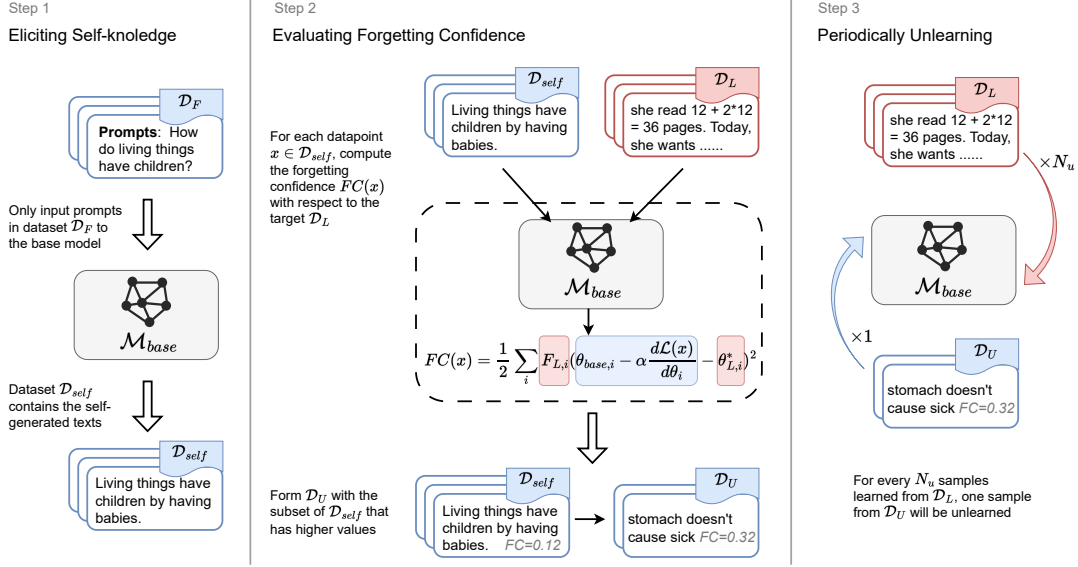 Step 1
Eliciting Self-knoledge
𝒟_F
Prompts: How
do living things
have children?
Only input prompts
in dataset 𝒟_F to
the base model
ℳ_base
Dataset 𝒟_self
contains the self-
generated texts
𝒟_self
Living things have
children by having
babies.
Step 2
Evaluating Forgetting Confidence
For each datapoint
x ∈ 𝒟_self, compute
the forgetting
confidence FC(x)
with respect to the
target 𝒟_L
𝒟_self
Living things have
children by having
babies.
𝒟_L
she read 12 + 2*12
= 36 pages. Today,
she wants ......
ℳ_base
FC(x) = 1/2 ∑_i F_{L,i}(θ_{base,i} − α dℒ(x)/dθ_i − θ*_{L,i})²
Form 𝒟_U with the
subset of 𝒟_self that
has higher values
𝒟_self
Living things have
children by having
babies. FC=0.12
𝒟_U
stomach doesn't
cause sick FC=0.32
Step 3
Periodically Unlearning
𝒟_L
she read 12 + 2*12
= 36 pages. Today,
she wants ......
×N_u
ℳ_base
×1
𝒟_U
stomach doesn't
cause sick FC=0.32
For every N_u samples
learned from 𝒟_L, one sample
from 𝒟_U will be unlearned